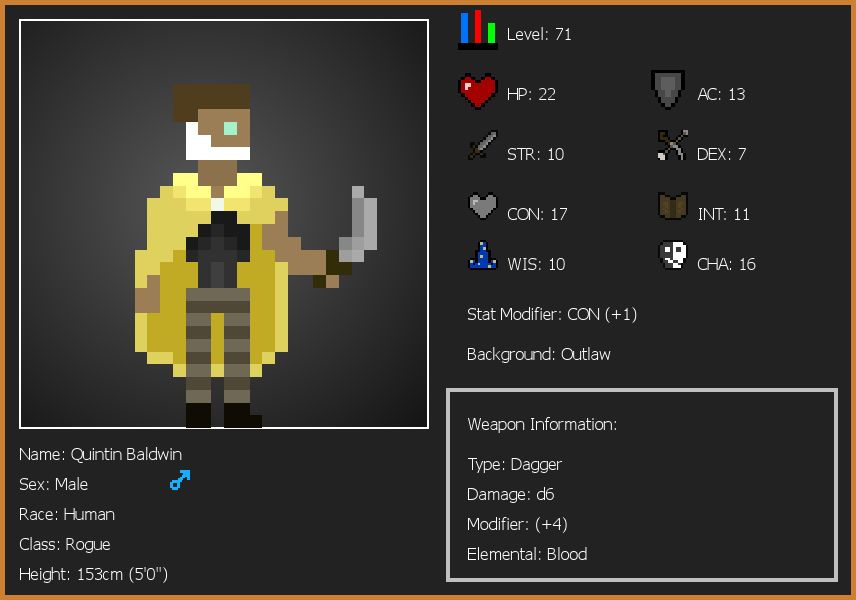 Level: 71
HP: 22
AC: 13
STR: 10
DEX: 7
CON: 17
INT: 11
WIS: 10
CHA: 16
Stat Modifier: CON (+1)
Background: Outlaw
Weapon Information:
Type: Dagger
Damage: d6
Modifier: (+4)
Elemental: Blood
Name: Quintin Baldwin
Sex: Male
Race: Human
Class: Rogue
Height: 153cm (5'0")